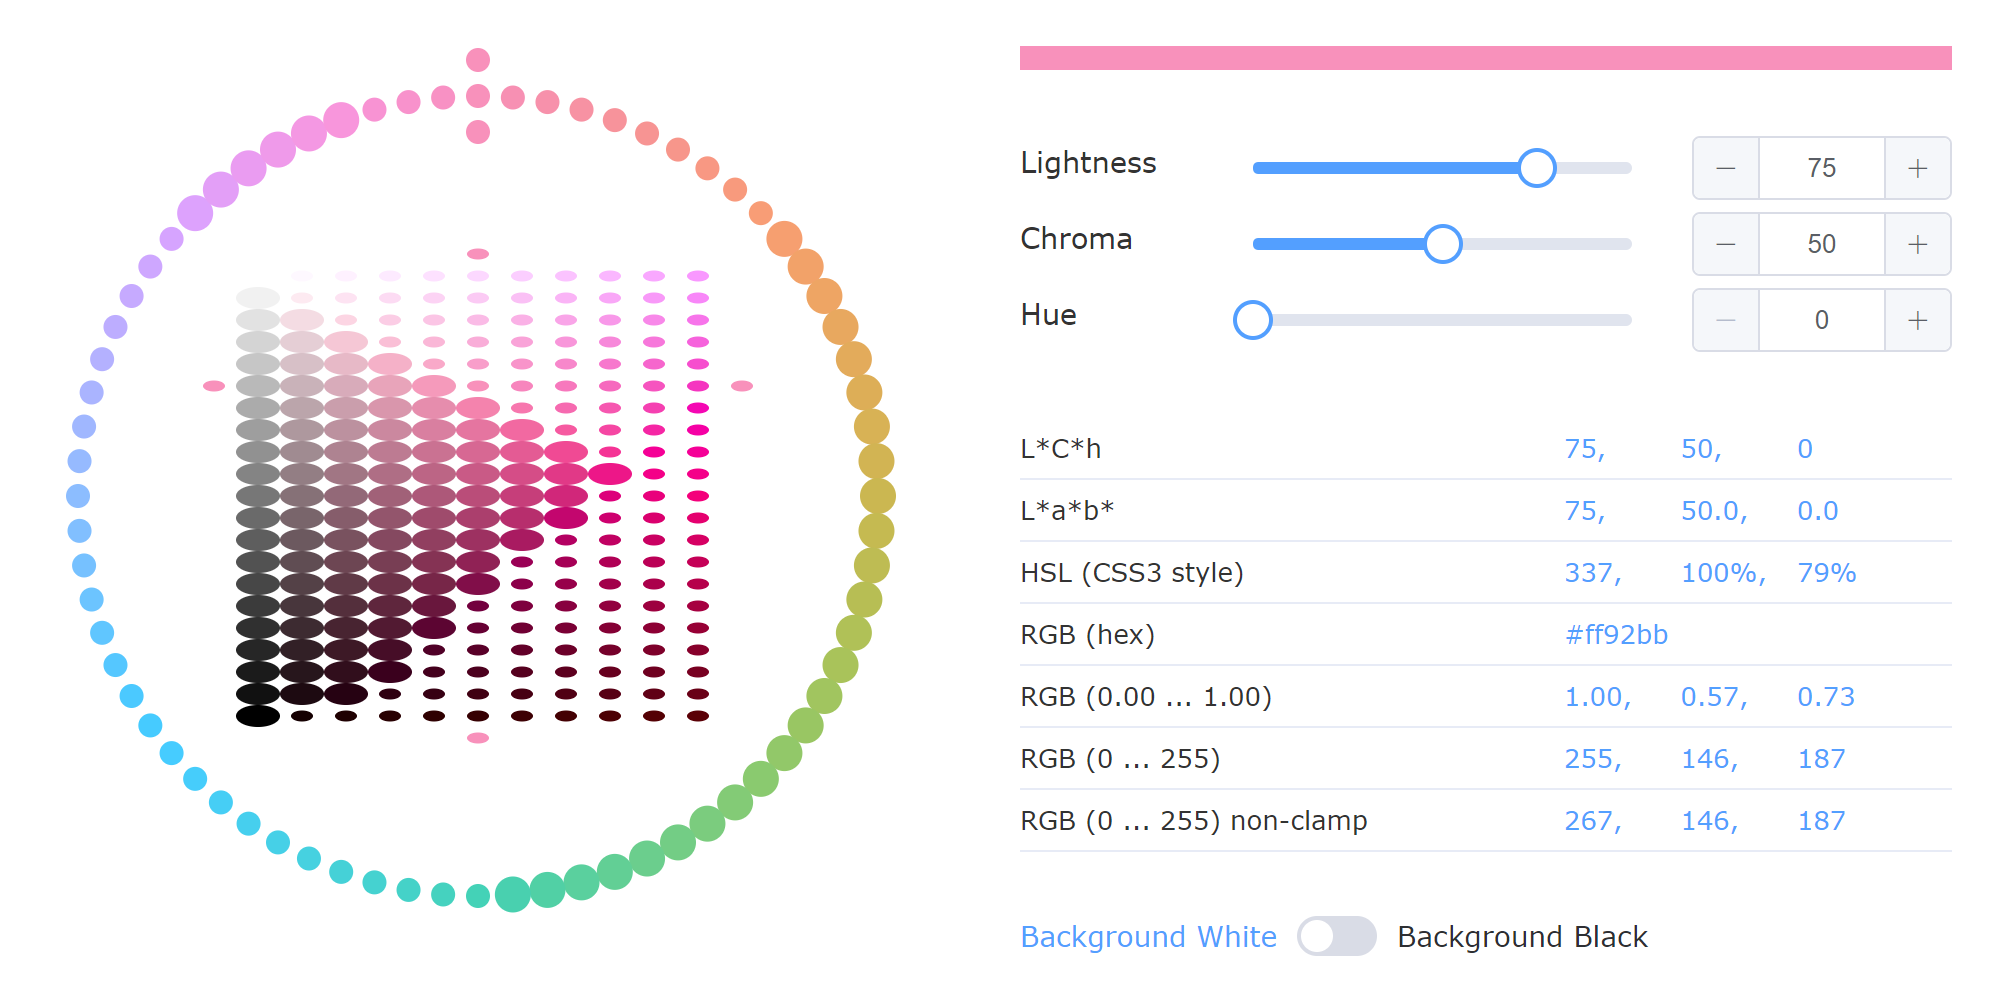 Lightness − 75 +
Chroma − 50 +
Hue − 0 +
L*C*h 75, 50, 0
L*a*b* 75, 50.0, 0.0
HSL (CSS3 style) 337, 100%, 79%
RGB (hex) #ff92bb
RGB (0.00 ... 1.00) 1.00, 0.57, 0.73
RGB (0 ... 255) 255, 146, 187
RGB (0 ... 255) non-clamp 267, 146, 187
Background White Background Black